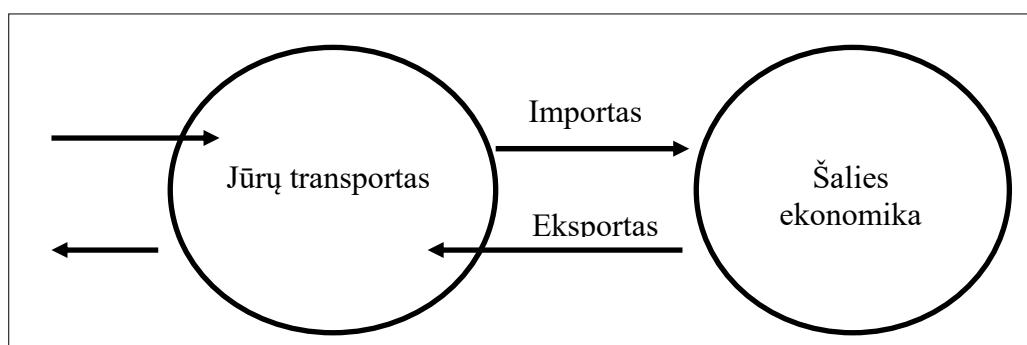 Importas
Jūrų transportas
Eksportas
Šalies
ekonomika